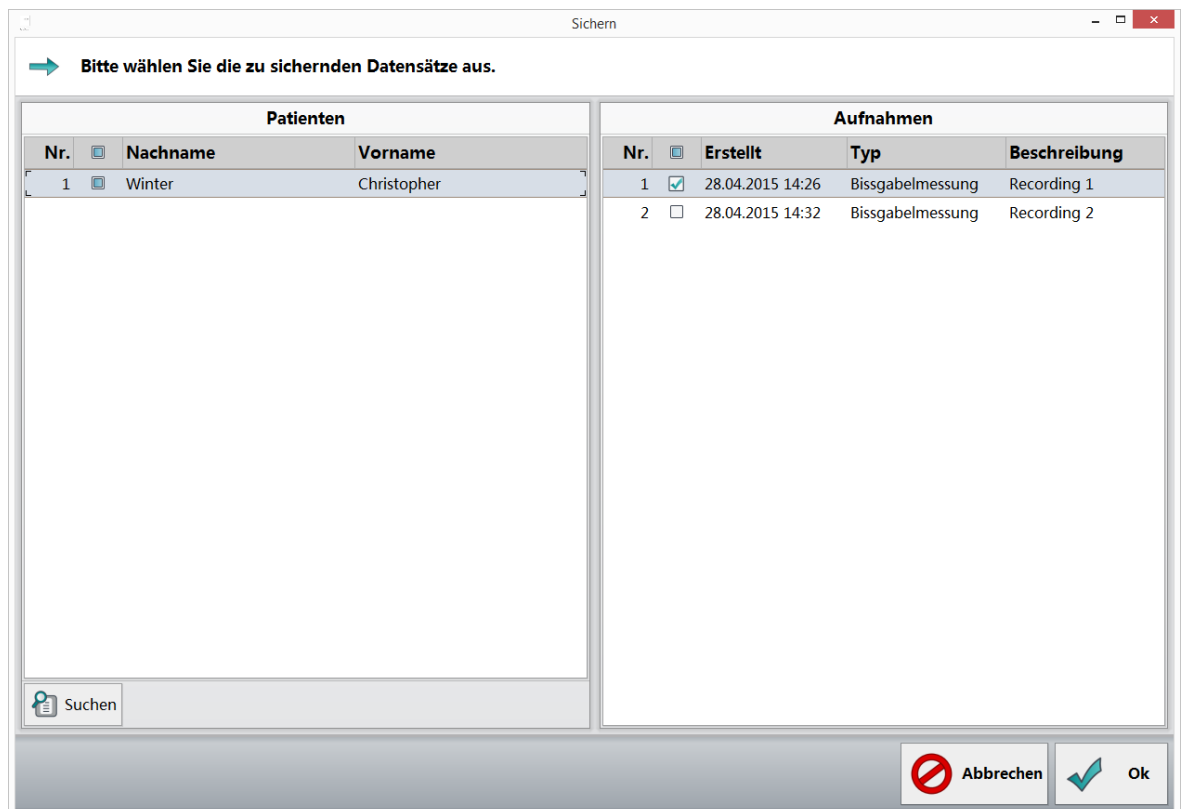 Sichern
Bitte wählen Sie die zu sichernden Datensätze aus.
Patienten
Nr. Nachname Vorname
1 Winter Christopher
Suchen
Aufnahmen
Nr. Erstellt Typ Beschreibung
1 28.04.2015 14:26 Bissgabelmessung Recording 1
2 28.04.2015 14:32 Bissgabelmessung Recording 2
Abbrechen Ok